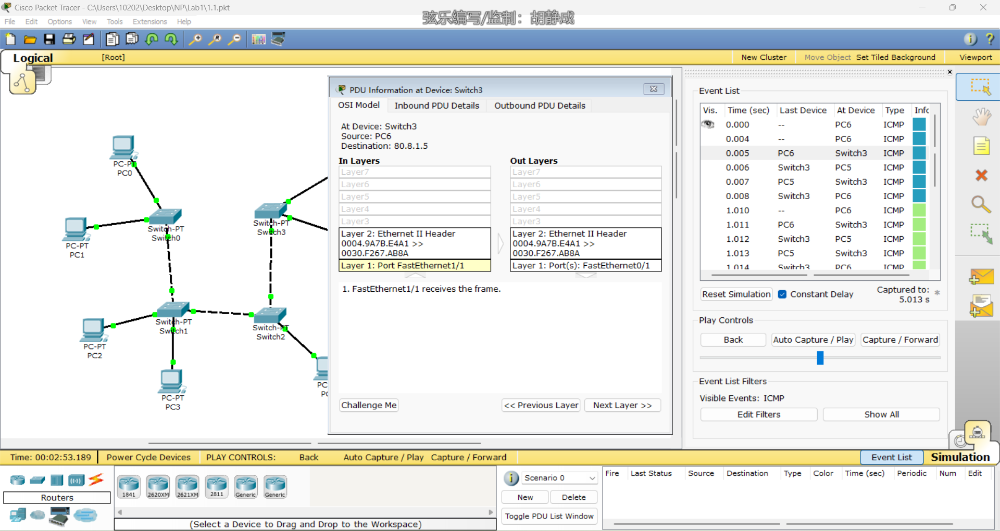 Cisco Packet Tracer - C:\Users\10202\Desktop\NP\Lab1\1.1.pkt
File Edit Options View Tools Extensions Help
弦乐编写/监制：胡静成
Logical [Root] New Cluster Move Object Set Tiled Background Viewport
PC-PT
PC0
PC-PT
PC1
Switch-PT
Switch0
Switch-PT
Switch3
Switch-PT
Switch1
Switch-PT
Switch2
PC-PT
PC2
PC-PT
PC3
PDU Information at Device: Switch3
OSI Model Inbound PDU Details Outbound PDU Details
At Device: Switch3
Source: PC6
Destination: 80.8.1.5
In Layers Out Layers
Layer7 Layer7
Layer6 Layer6
Layer5 Layer5
Layer4 Layer4
Layer3 Layer3
Layer 2: Ethernet II Header
0004.9A7B.E4A1 >>
0030.F267.AB8A
Layer 2: Ethernet II Header
0004.9A7B.E4A1 >>
0030.F267.AB8A
Layer 1: Port FastEthernet1/1
Layer 1: Port(s): FastEthernet0/1
1. FastEthernet1/1 receives the frame.
Challenge Me << Previous Layer Next Layer >>
Event List
Vis. Time (sec) Last Device At Device Type Info
0.000 -- PC6 ICMP
0.004 -- PC6 ICMP
0.005 PC6 Switch3 ICMP
0.006 Switch3 PC5 ICMP
0.007 PC5 Switch3 ICMP
0.008 Switch3 PC6 ICMP
1.010 -- PC6 ICMP
1.011 PC6 Switch3 ICMP
1.012 Switch3 PC5 ICMP
1.013 PC5 Switch3 ICMP
1.014 Switch3 PC6 ICMP
Reset Simulation Constant Delay Captured to: *
5.013 s
Play Controls
Back Auto Capture / Play Capture / Forward
Event List Filters
Visible Events: ICMP
Edit Filters Show All
Time: 00:02:53.189 Power Cycle Devices PLAY CONTROLS: Back Auto Capture / Play Capture / Forward Event List Simulation
Routers
1841 2620XM 2621XM 2811 Generic Generic
(Select a Device to Drag and Drop to the Workspace)
Scenario 0
New Delete
Toggle PDU List Window
Fire Last Status Source Destination Type Color Time (sec) Periodic Num Edit